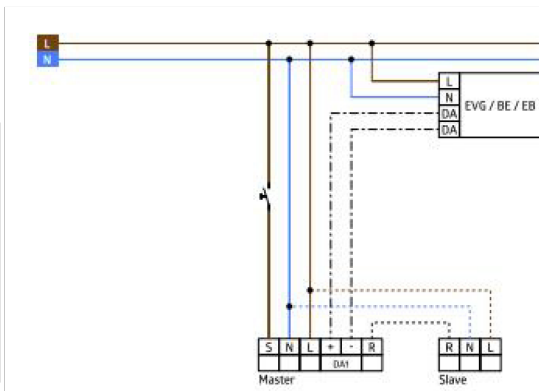 L
N
L
N EVG / BE / EB
DA
DA
S N L + - R R N L
DA1
Master Slave